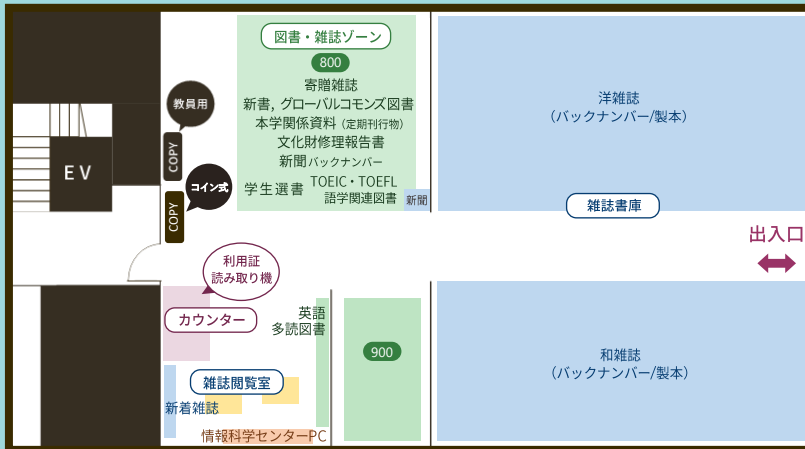 図書・雑誌ゾーン
800
寄贈雑誌
新書，グローバルコモンズ図書
本学関係資料（定期刊行物）
文化財修理報告書
新聞バックナンバー
学生選書
TOEIC・TOEFL
語学関連図書
新聞
教員用
COPY
コイン式
COPY
EV
洋雑誌
（バックナンバー/製本）
雑誌書庫
出入口
利用証
読み取り機
カウンター
英語
多読図書
900
和雑誌
（バックナンバー/製本）
雑誌閲覧室
新着雑誌
情報科学センターPC